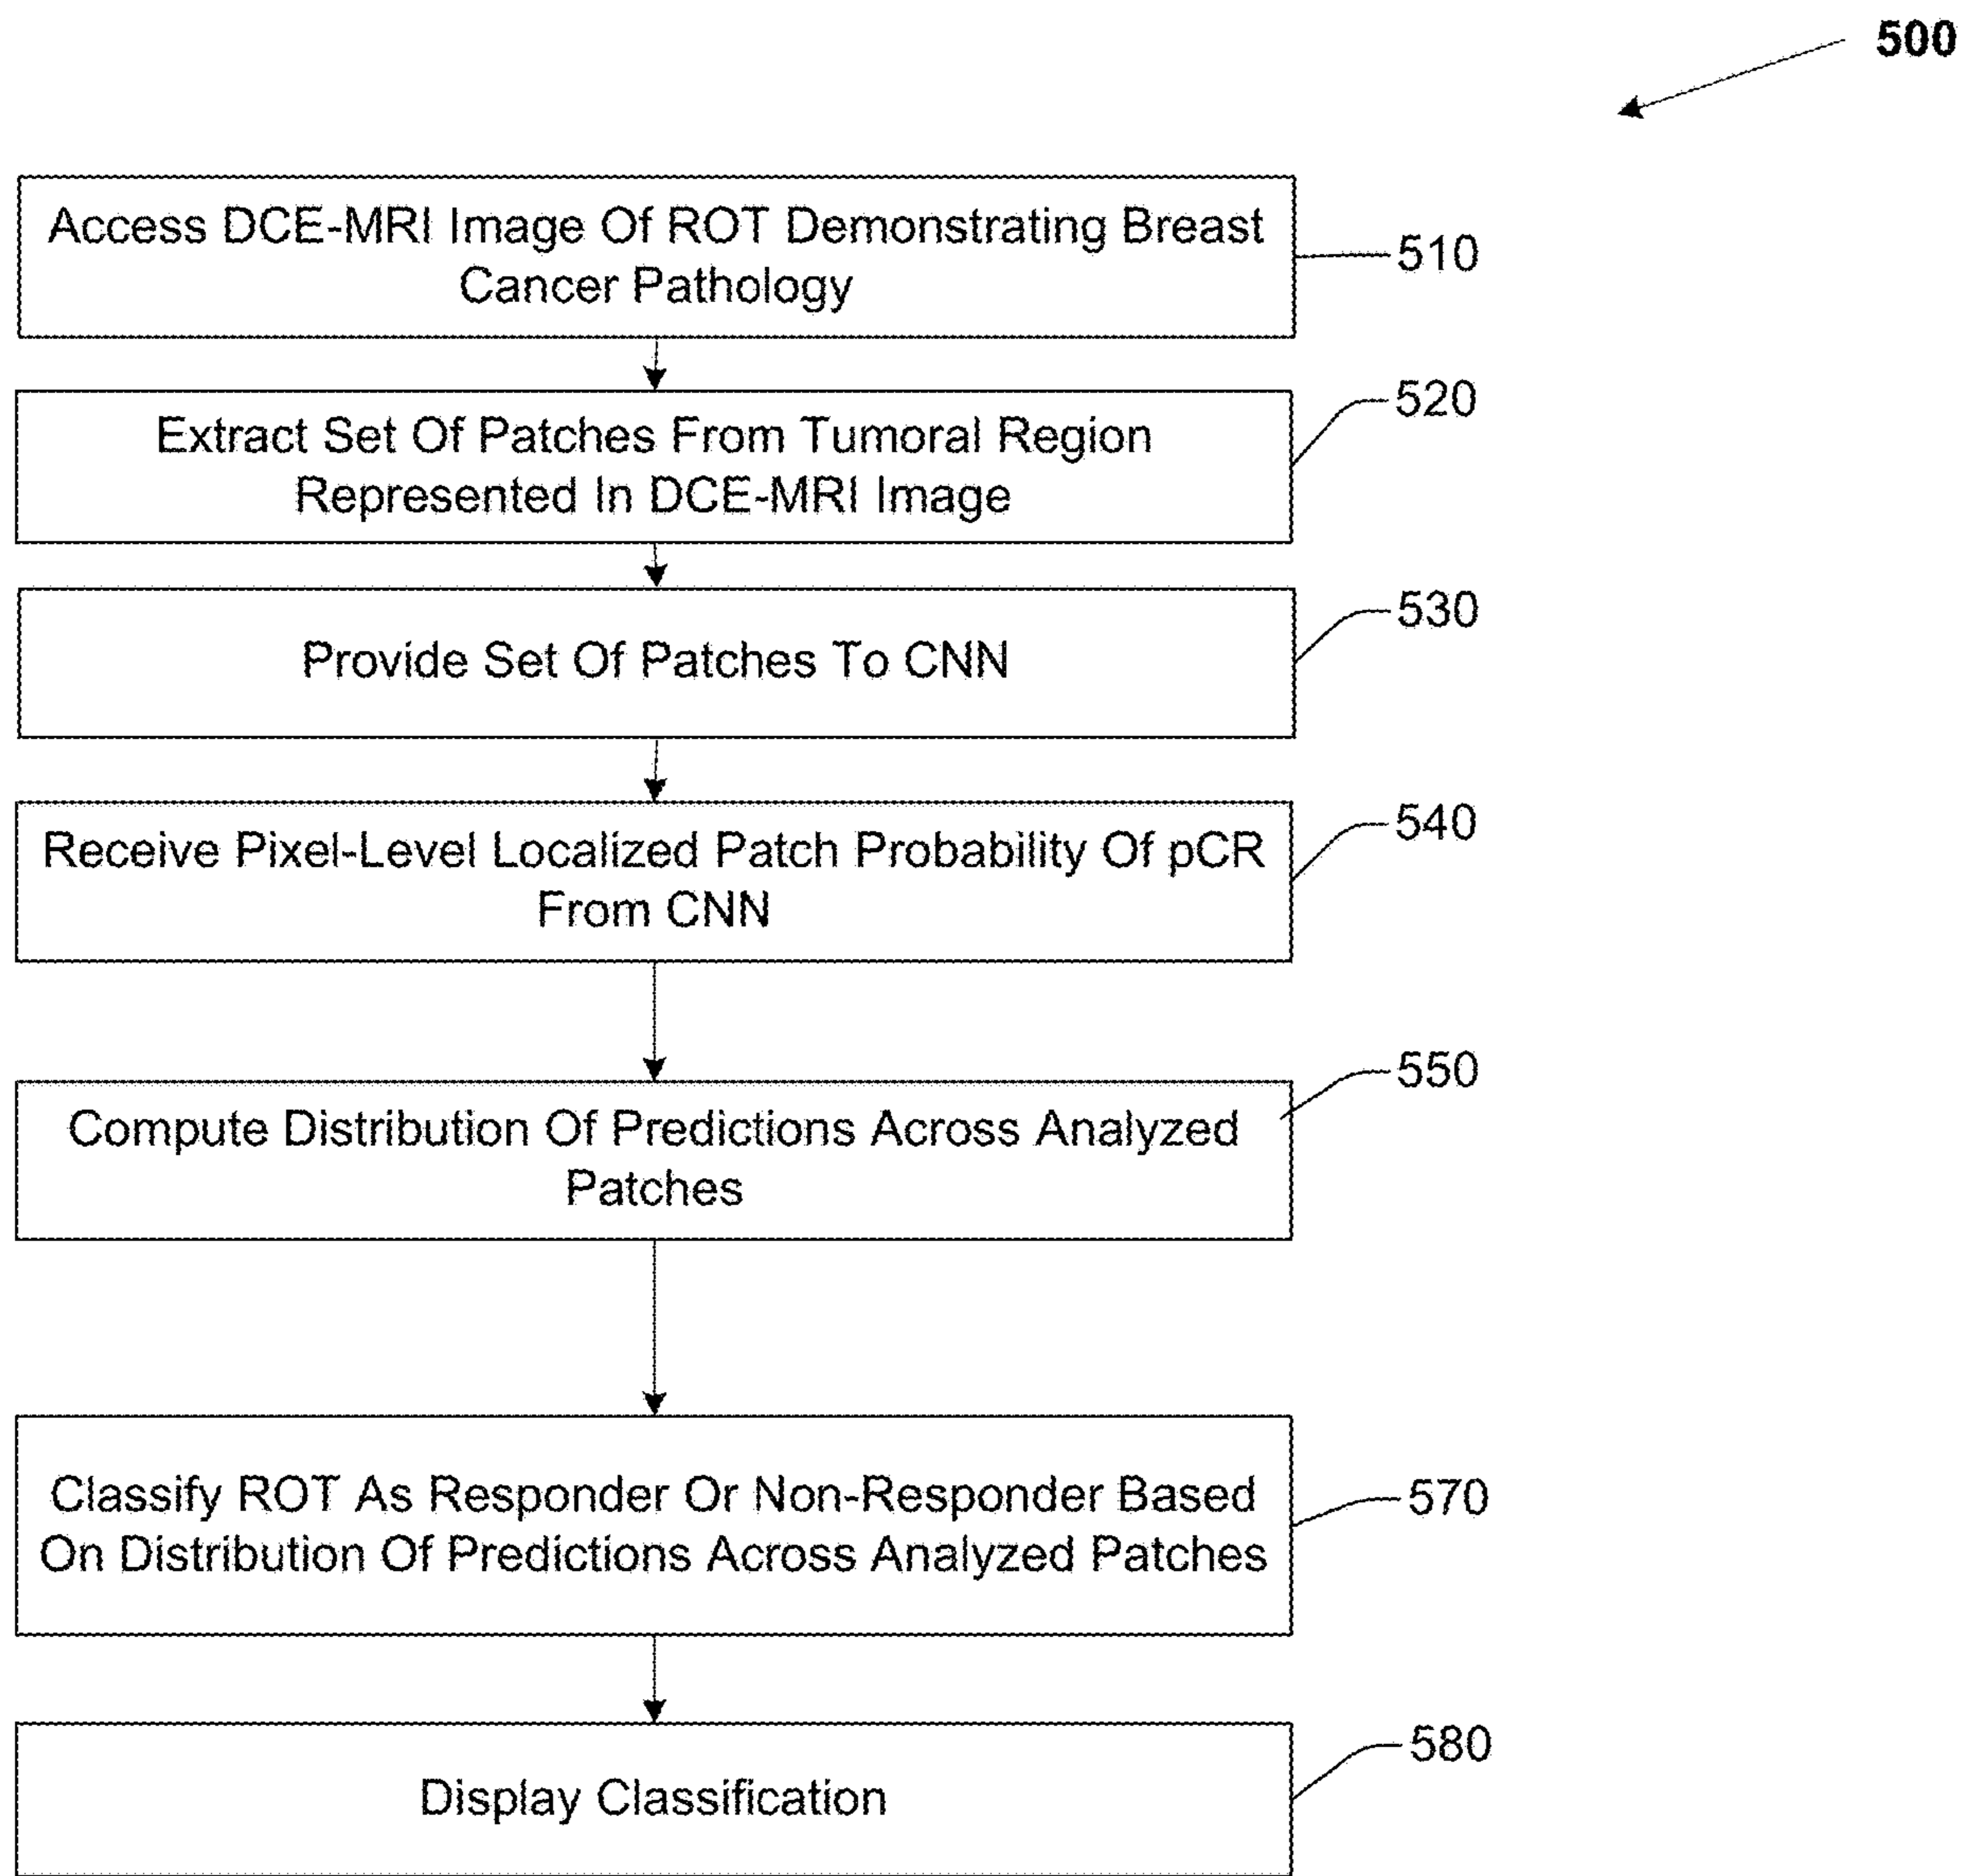 500
Access DCE-MRI Image Of ROT Demonstrating Breast
Cancer Pathology
510
Extract Set Of Patches From Tumoral Region
Represented In DCE-MRI Image
520
Provide Set Of Patches To CNN
530
Receive Pixel-Level Localized Patch Probability Of pCR
From CNN
540
Compute Distribution Of Predictions Across Analyzed
Patches
550
Classify ROT As Responder Or Non-Responder Based
On Distribution Of Predictions Across Analyzed Patches
570
Display Classification
580